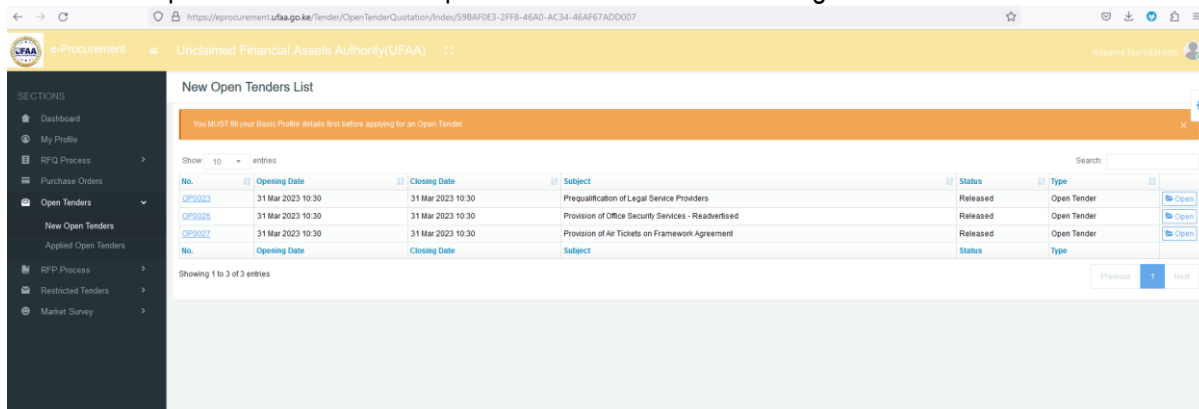 https://eprocurement.ufaa.go.ke/Tender/OpenTenderQuotation/Index/59BAF0E3-2FF8-46A0-AC34-46AF67ADD007
UFAA e-Procurement Unclaimed Financial Assets Authority(UFAA)
SECTIONS
Dashboard
My Profile
RFQ Process
Purchase Orders
Open Tenders
New Open Tenders
Applied Open Tenders
RFP Process
Restricted Tenders
Market Survey
New Open Tenders List
You MUST fill your Basic Profile details first before applying for an Open Tender
Show 10 entries Search:
No. Opening Date Closing Date Subject Status Type
OP0023 31 Mar 2023 10:30 31 Mar 2023 10:30 Prequalification of Legal Service Providers Released Open Tender Open
OP0026 31 Mar 2023 10:30 31 Mar 2023 10:30 Provision of Office Security Services - Readvertised Released Open Tender Open
OP0027 31 Mar 2023 10:30 31 Mar 2023 10:30 Provision of Air Tickets on Framework Agreement Released Open Tender Open
No. Opening Date Closing Date Subject Status Type
Showing 1 to 3 of 3 entries Previous 1 Next